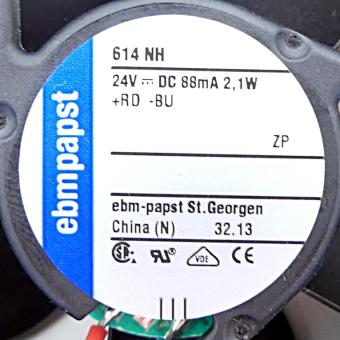 ebmpapst
614 NH
24V ⎓ DC 88mA 2,1W
+RD -BU
ZP
ebm-papst St.Georgen
China (N) 32.13
VDE CE